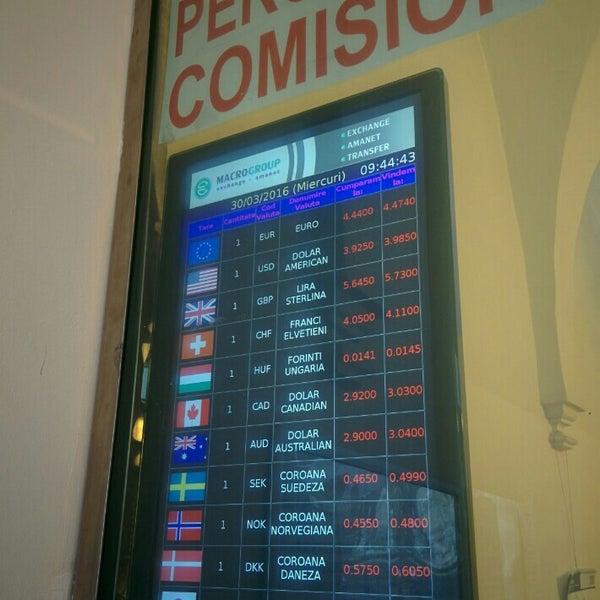 COMISION
MACROGROUP
exchange · amanet
EXCHANGE
AMANET
TRANSFER
30/03/2016 (Miercuri) 09:44:43
Tara Cantitate Cod Valuta Denumire Valuta Cumparam la: Vindem la:
1 EUR EURO 4.4400 4.4740
1 USD DOLAR AMERICAN 3.9250 3.9850
1 GBP LIRA STERLINA 5.6450 5.7300
1 CHF FRANCI ELVETIENI 4.0500 4.1100
1 HUF FORINTI UNGARIA 0.0141 0.0145
1 CAD DOLAR CANADIAN 2.9200 3.0300
1 AUD DOLAR AUSTRALIAN 2.9000 3.0400
1 SEK COROANA SUEDEZA 0.4650 0.4990
1 NOK COROANA NORVEGIANA 0.4550 0.4800
1 DKK COROANA DANEZA 0.5750 0.6050